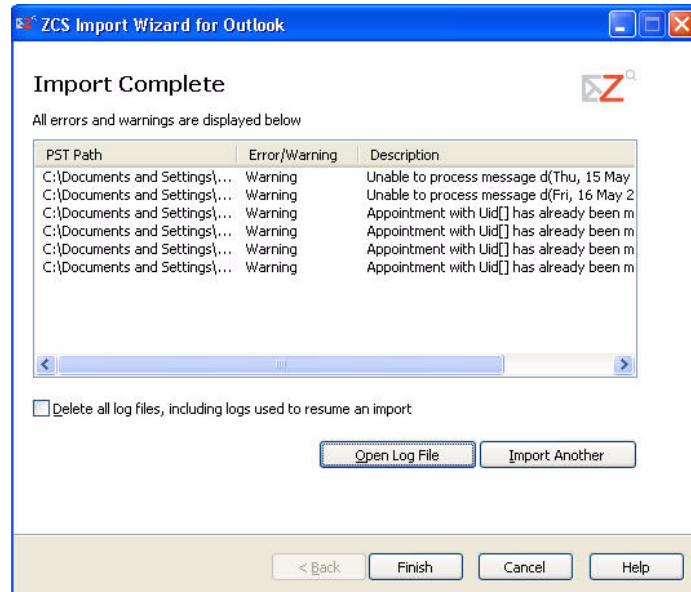 ZCS Import Wizard for Outlook
Import Complete
Z
All errors and warnings are displayed below
PST Path Error/Warning Description
C:\Documents and Settings\... Warning Unable to process message d(Thu, 15 May
C:\Documents and Settings\... Warning Unable to process message d(Fri, 16 May 2
C:\Documents and Settings\... Warning Appointment with Uid[] has already been m
C:\Documents and Settings\... Warning Appointment with Uid[] has already been m
C:\Documents and Settings\... Warning Appointment with Uid[] has already been m
C:\Documents and Settings\... Warning Appointment with Uid[] has already been m
Delete all log files, including logs used to resume an import
Open Log File Import Another
< Back Finish Cancel Help